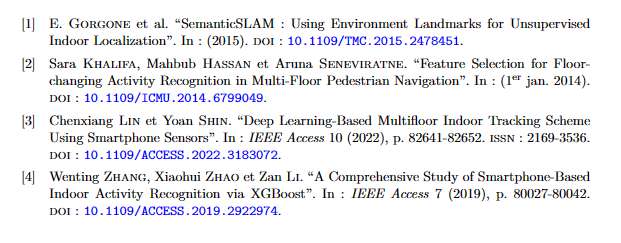 [1] E. GORGONE et al. “SemanticSLAM : Using Environment Landmarks for Unsupervised
Indoor Localization”. In : (2015). DOI : 10.1109/TMC.2015.2478451.
[2] Sara KHALIFA, Mahbub HASSAN et Aruna SENEVIRATNE. “Feature Selection for Floor-
changing Activity Recognition in Multi-Floor Pedestrian Navigation”. In : (1er jan. 2014).
DOI : 10.1109/ICMU.2014.6799049.
[3] Chenxiang LIN et Yoan SHIN. “Deep Learning-Based Multifloor Indoor Tracking Scheme
Using Smartphone Sensors”. In : IEEE Access 10 (2022), p. 82641-82652. ISSN : 2169-3536.
DOI : 10.1109/ACCESS.2022.3183072.
[4] Wenting ZHANG, Xiaohui ZHAO et Zan LI. “A Comprehensive Study of Smartphone-Based
Indoor Activity Recognition via XGBoost”. In : IEEE Access 7 (2019), p. 80027-80042.
DOI : 10.1109/ACCESS.2019.2922974.